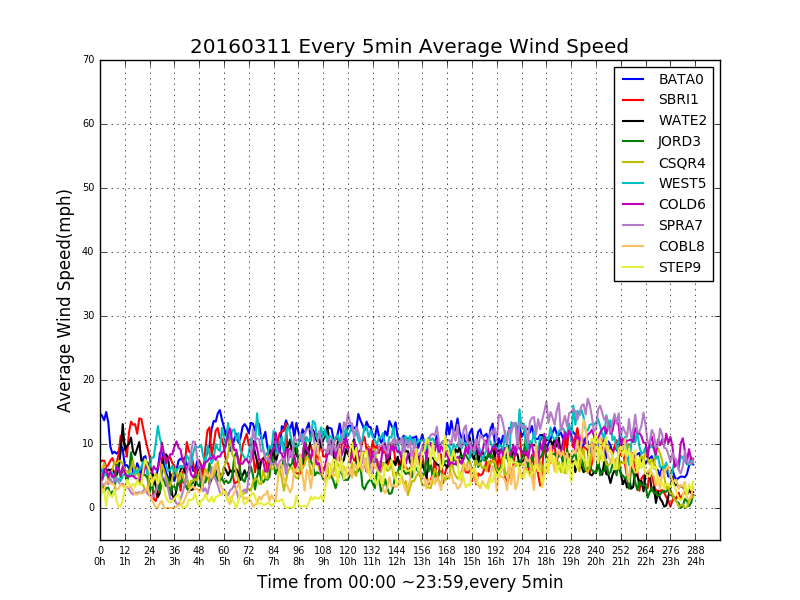 20160311 Every 5min Average Wind Speed
70
60
50
40
30
20
10
0
Average Wind Speed(mph)
BATA0
SBRI1
WATE2
JORD3
CSQR4
WEST5
COLD6
SPRA7
COBL8
STEP9
0 12 24 36 48 60 72 84 96 108 120 132 144 156 168 180 192 204 216 228 240 252 264 276 288
0h 1h 2h 3h 4h 5h 6h 7h 8h 9h 10h 11h 12h 13h 14h 15h 16h 17h 18h 19h 20h 21h 22h 23h 24h
Time from 00:00 ~23:59,every 5min